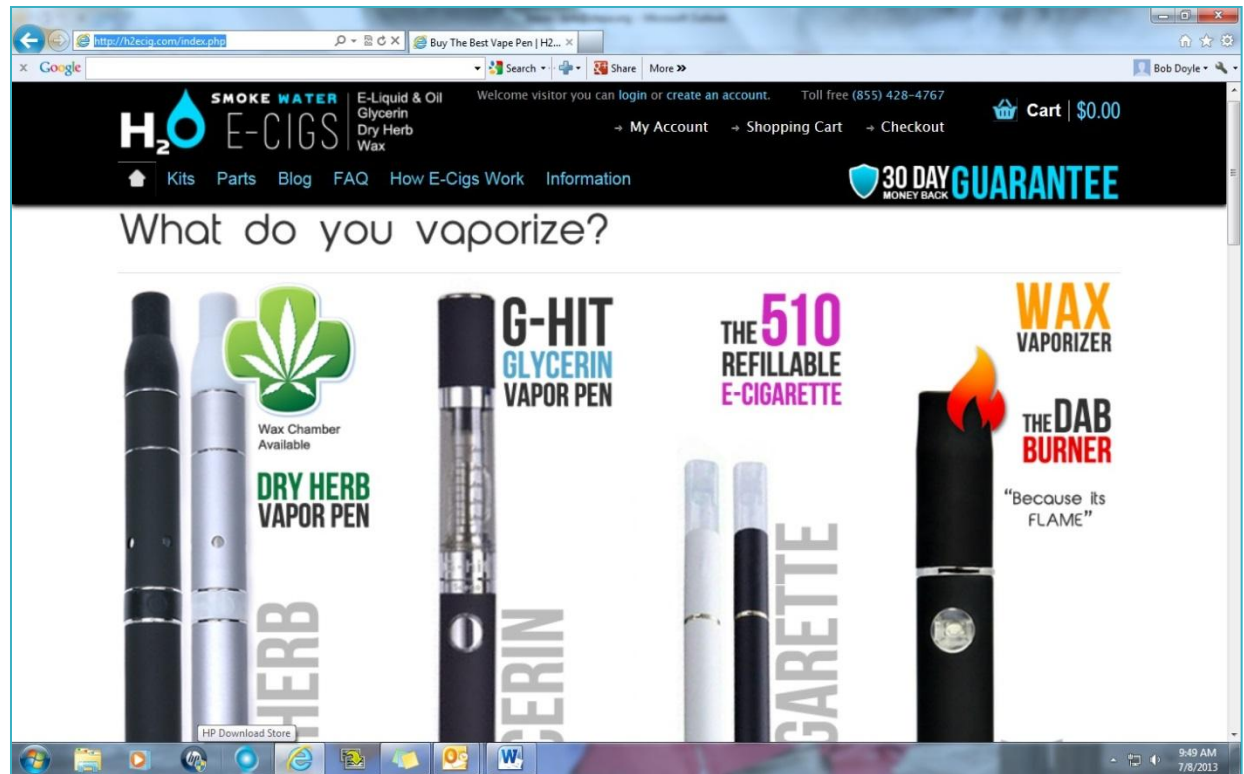 http://h2ecig.com/index.php
Buy The Best Vape Pen | H2...
x Google
Search
Share
More »
Bob Doyle
H2O
SMOKE WATER
E-CIGS
E-Liquid & Oil
Glycerin
Dry Herb
Wax
Welcome visitor you can login or create an account.
Toll free (855) 428-4767
→ My Account
→ Shopping Cart
→ Checkout
Cart | $0.00
Kits
Parts
Blog
FAQ
How E-Cigs Work
Information
30 DAY
MONEY BACK
GUARANTEE
What do you vaporize?
Wax Chamber
Available
DRY HERB
VAPOR PEN
HERB
G-HIT
GLYCERIN
VAPOR PEN
CERIN
THE 510
REFILLABLE
E-CIGARETTE
GARETTE
WAX
VAPORIZER
THE DAB
BURNER
"Because its
FLAME"
HP Download Store
9:49 AM
7/8/2013